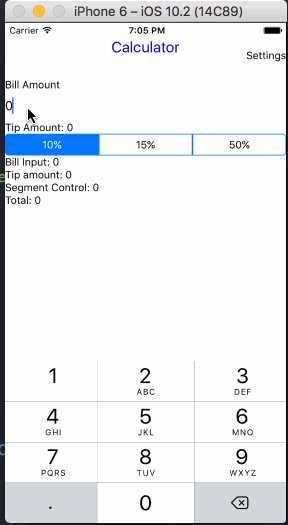 iPhone 6 – iOS 10.2 (14C89)
Carrier 7:05 PM
Calculator
Settings
Bill Amount
0
Tip Amount: 0
10% 15% 50%
Bill Input: 0
Tip amount: 0
Segment Control: 0
Total: 0
1 2 3
ABC DEF
4 5 6
GHI JKL MNO
7 8 9
PQRS TUV WXYZ
. 0